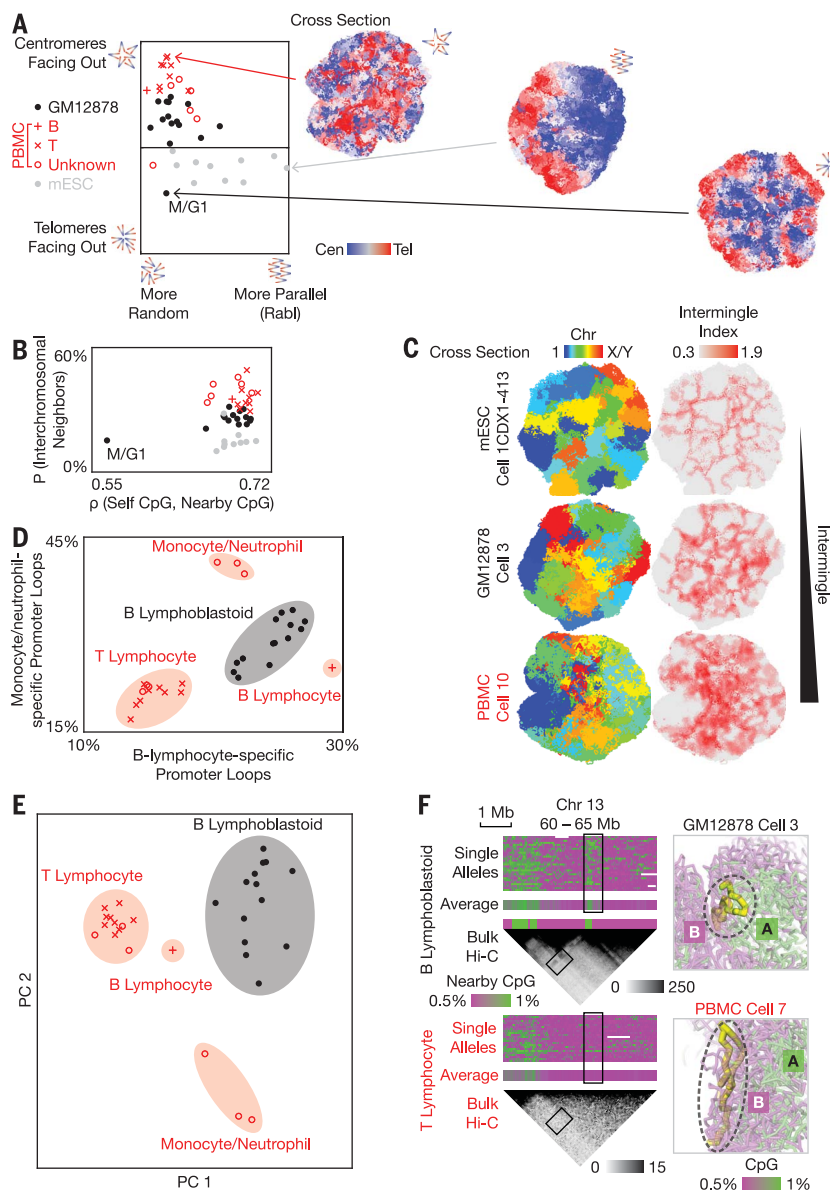 A
Cross Section
Centromeres
Facing Out
GM12878
PBMC
B
T
Unknown
mESC
M/G1
Telomeres
Facing Out
Cen
Tel
More
Random
More Parallel
(Rabl)
B
60%
P (Interchromosomal
Neighbors)
M/G1
0%
0.55
0.72
ρ (Self CpG, Nearby CpG)
C
Cross Section
Chr
1
X/Y
Intermingle
Index
0.3
1.9
mESC
Cell 1CDX1-413
GM12878
Cell 3
PBMC
Cell 10
Intermingle
D
45%
Monocyte/Neutrophil
B Lymphoblastoid
T Lymphocyte
B Lymphocyte
Monocyte/neutrophil-
specific Promoter Loops
15%
10%
30%
B-lymphocyte-specific
Promoter Loops
E
B Lymphoblastoid
T Lymphocyte
B Lymphocyte
Monocyte/Neutrophil
PC 2
PC 1
F
1 Mb
Chr 13
60 – 65 Mb
GM12878 Cell 3
B Lymphoblastoid
Single
Alleles
Average
Bulk
Hi-C
B
A
Nearby CpG
0.5%
1%
0
250
PBMC Cell 7
T Lymphocyte
Single
Alleles
Average
Bulk
Hi-C
A
B
0
15
CpG
0.5%
1%